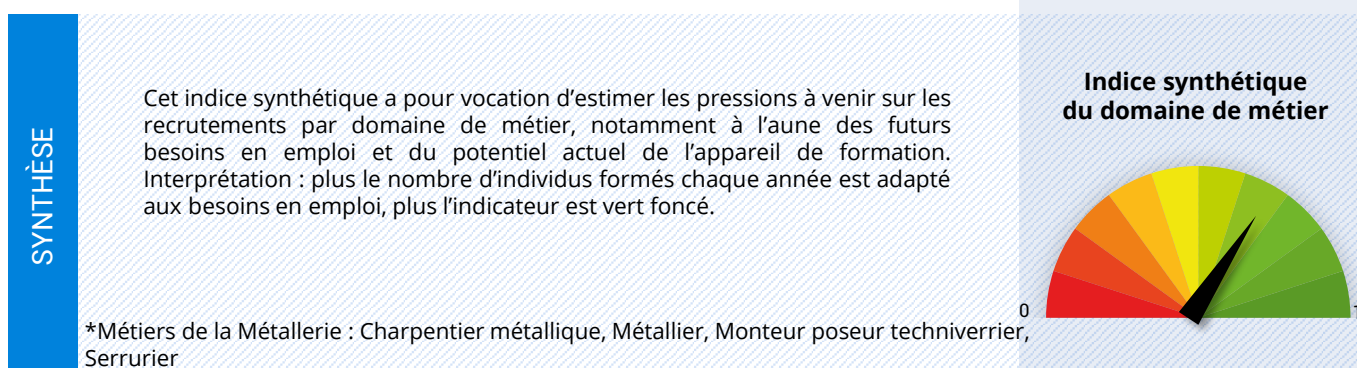 SYNTHÈSE
Cet indice synthétique a pour vocation d’estimer les pressions à venir sur les
recrutements par domaine de métier, notamment à l’aune des futurs
besoins en emploi et du potentiel actuel de l’appareil de formation.
Interprétation : plus le nombre d’individus formés chaque année est adapté
aux besoins en emploi, plus l’indicateur est vert foncé.
*Métiers de la Métallerie : Charpentier métallique, Métallier, Monteur poseur techniverrier,
Serrurier
Indice synthétique
du domaine de métier
0